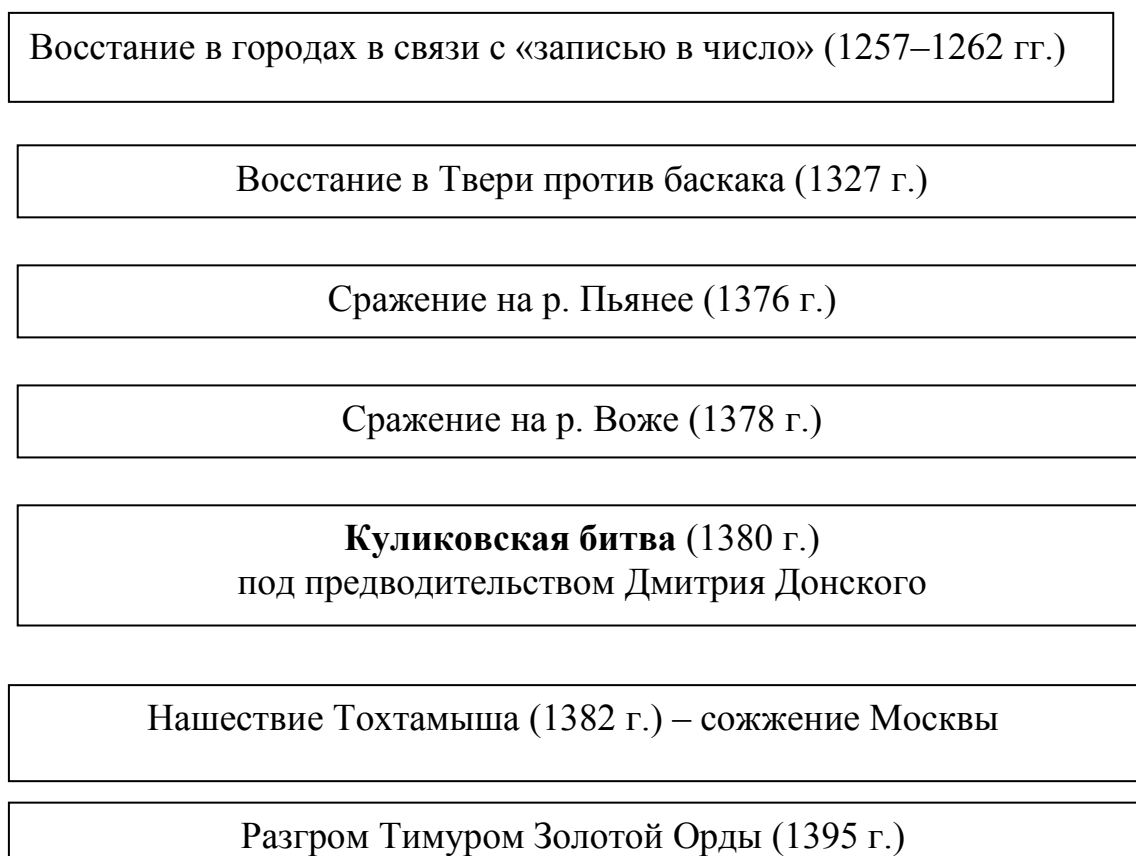 Восстание в городах в связи с «записью в число» (1257–1262 гг.)
Восстание в Твери против баскака (1327 г.)
Сражение на р. Пьянее (1376 г.)
Сражение на р. Воже (1378 г.)
Куликовская битва (1380 г.)
под предводительством Дмитрия Донского
Нашествие Тохтамыша (1382 г.) – сожжение Москвы
Разгром Тимуром Золотой Орды (1395 г.)